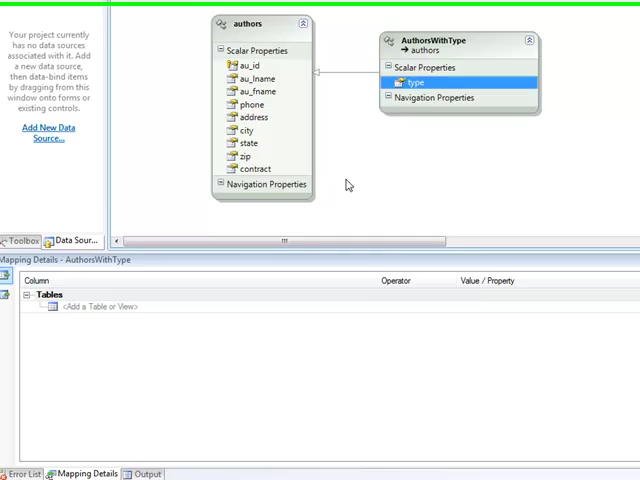 Your project currently
has no data sources
associated with it. Add
a new data source,
then data-bind items
by dragging from this
window onto forms or
existing controls.
Add New Data
Source...
authors
Scalar Properties
au_id
au_lname
au_fname
phone
address
city
state
zip
contract
Navigation Properties
AuthorsWithType
authors
Scalar Properties
type
Navigation Properties
Toolbox
Data Sour...
Mapping Details - AuthorsWithType
Column Operator Value / Property
Tables
<Add a Table or View>
Error List Mapping Details Output